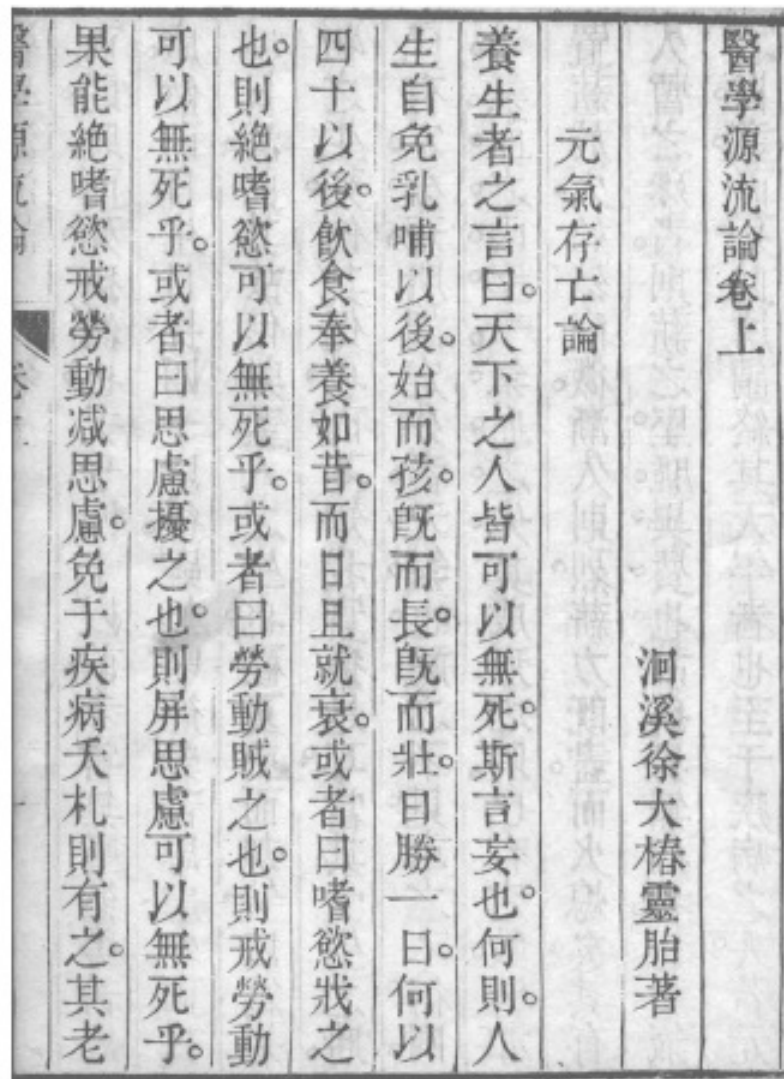 醫學源流論卷上
洄溪徐大椿靈胎著
元氣存亡論
養生者之言曰。天下之人皆可以無死。斯言妄也。何則。人
生自免乳哺以後。始而孩。旣而長。旣而壯。日勝一日。何以
四十以後。飲食奉養如昔。而日且就衰。或者曰嗜慾戕之
也。則絶嗜慾可以無死乎。或者曰勞動賊之也。則戒勞動
可以無死乎。或者曰思慮擾之也。則屏思慮可以無死乎。
果能絶嗜慾戒勞動減思慮。免于疾病夭札則有之。其老
醫學源流論